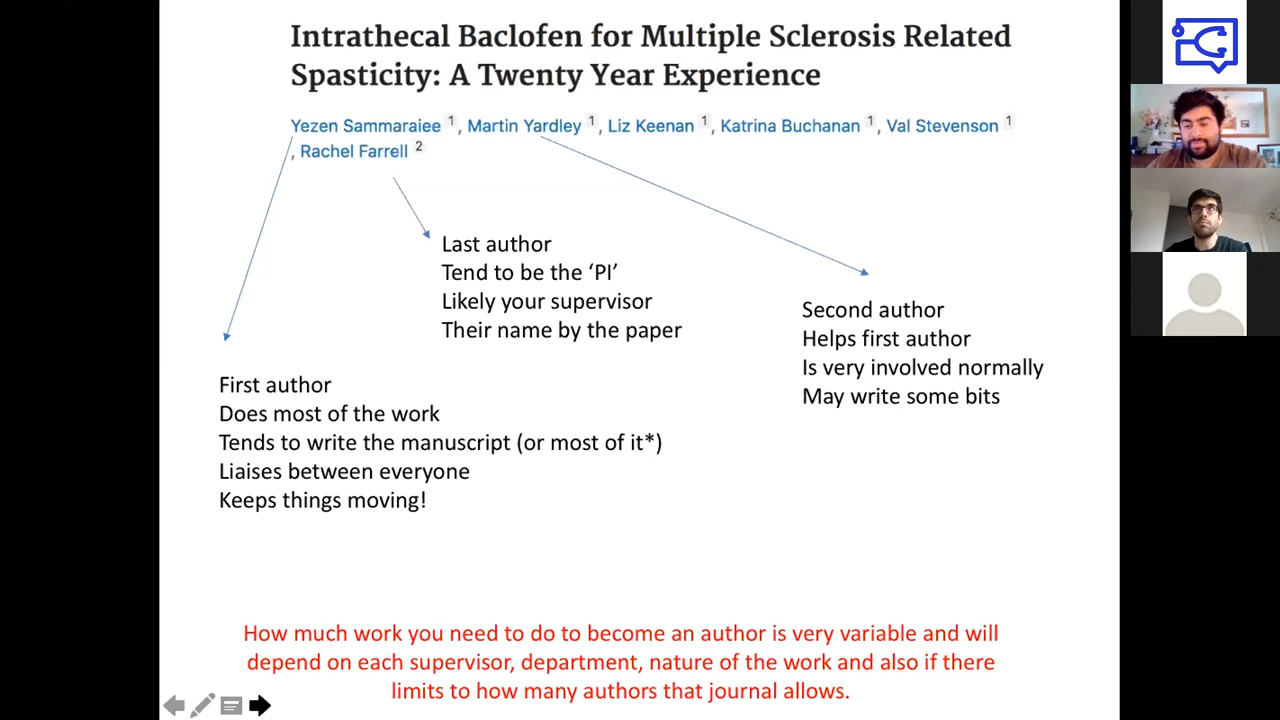 Intrathecal Baclofen for Multiple Sclerosis Related
Spasticity: A Twenty Year Experience
Yezen Sammaraiee 1 , Martin Yardley 1 , Liz Keenan 1 , Katrina Buchanan 1 , Val Stevenson 1
, Rachel Farrell 2
Last author
Tend to be the ‘PI’
Likely your supervisor
Their name by the paper
Second author
Helps first author
Is very involved normally
May write some bits
First author
Does most of the work
Tends to write the manuscript (or most of it*)
Liaises between everyone
Keeps things moving!
How much work you need to do to become an author is very variable and will
depend on each supervisor, department, nature of the work and also if there
limits to how many authors that journal allows.